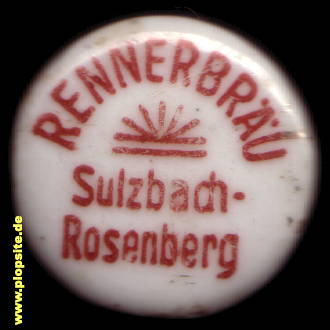 RENNERBRÄU
Sulzbach-
Rosenberg
www.plopsite.de